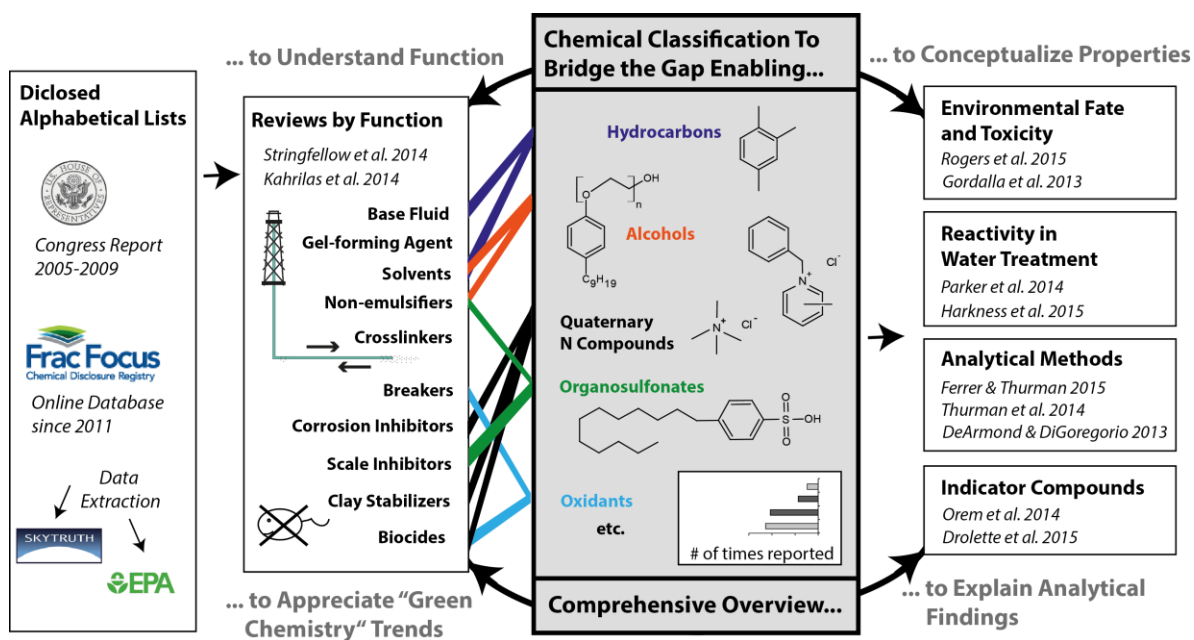 Diclosed
Alphabetical Lists
U.S. HOUSE OF
REPRESENTATIVES
Congress Report
2005-2009
Frac Focus
Chemical Disclosure Registry
Online Database
since 2011
Data
Extraction
SKYTRUTH
EPA
... to Understand Function
Reviews by Function
Stringfellow et al. 2014
Kahrilas et al. 2014
Base Fluid
Gel-forming Agent
Solvents
Non-emulsifiers
Crosslinkers
Breakers
Corrosion Inhibitors
Scale Inhibitors
Clay Stabilizers
Biocides
... to Appreciate “Green
Chemistry“ Trends
Chemical Classification To
Bridge the Gap Enabling...
Hydrocarbons
OH
O
n
Alcohols
C9H19
N+
Cl-
Quaternary
N Compounds
N+
Cl-
Organosulfonates
O
S
OH
O
Oxidants
etc.
# of times reported
Comprehensive Overview...
... to Conceptualize Properties
Environmental Fate
and Toxicity
Rogers et al. 2015
Gordalla et al. 2013
Reactivity in
Water Treatment
Parker et al. 2014
Harkness et al. 2015
Analytical Methods
Ferrer & Thurman 2015
Thurman et al. 2014
DeArmond & DiGoregorio 2013
Indicator Compounds
Orem et al. 2014
Drolette et al. 2015
... to Explain Analytical
Findings